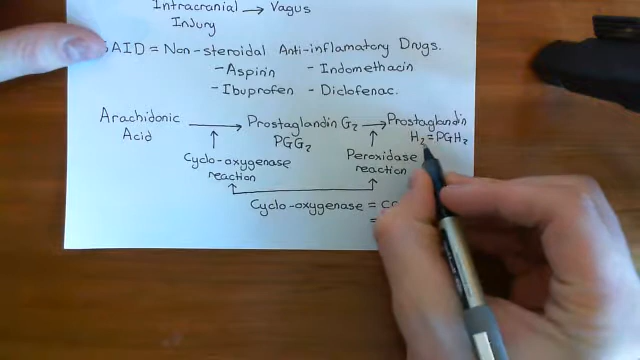 Intracranial → Vagus
Injury
SAID = Non-steroidal Anti-inflamatory Drugs.
- Aspirin - Indomethacin
- Ibuprofen - Diclofenac.
Arachidonic Acid → Prostaglandin G2 → Prostaglandin
PGG2 H2 = PGH2
Cyclo-oxygenase reaction
Peroxidase reaction
Cyclo-oxygenase = CO
=